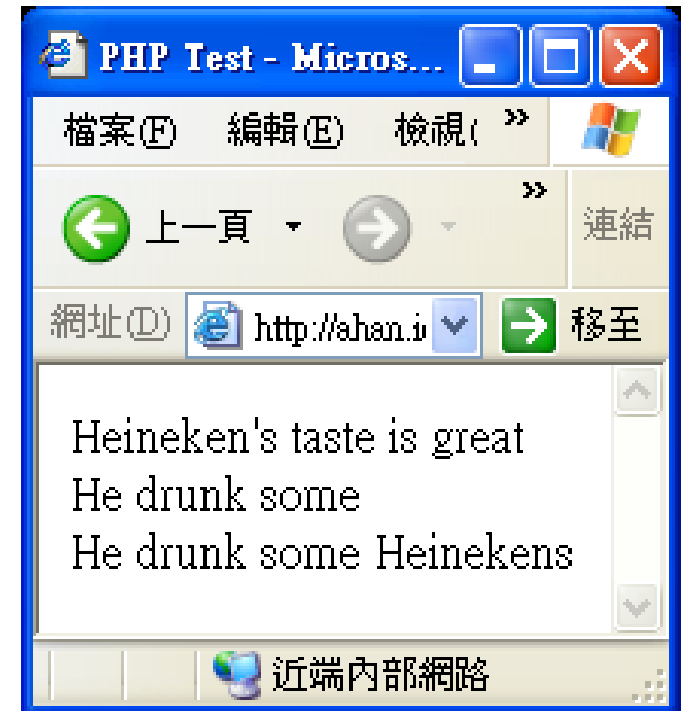 PHP Test - Micros...
檔案(F) 編輯(E) 檢視( »
上一頁 » 連結
網址(D) http://ahan.i 移至
Heineken's taste is great
He drunk some
He drunk some Heinekens
近端內部網路